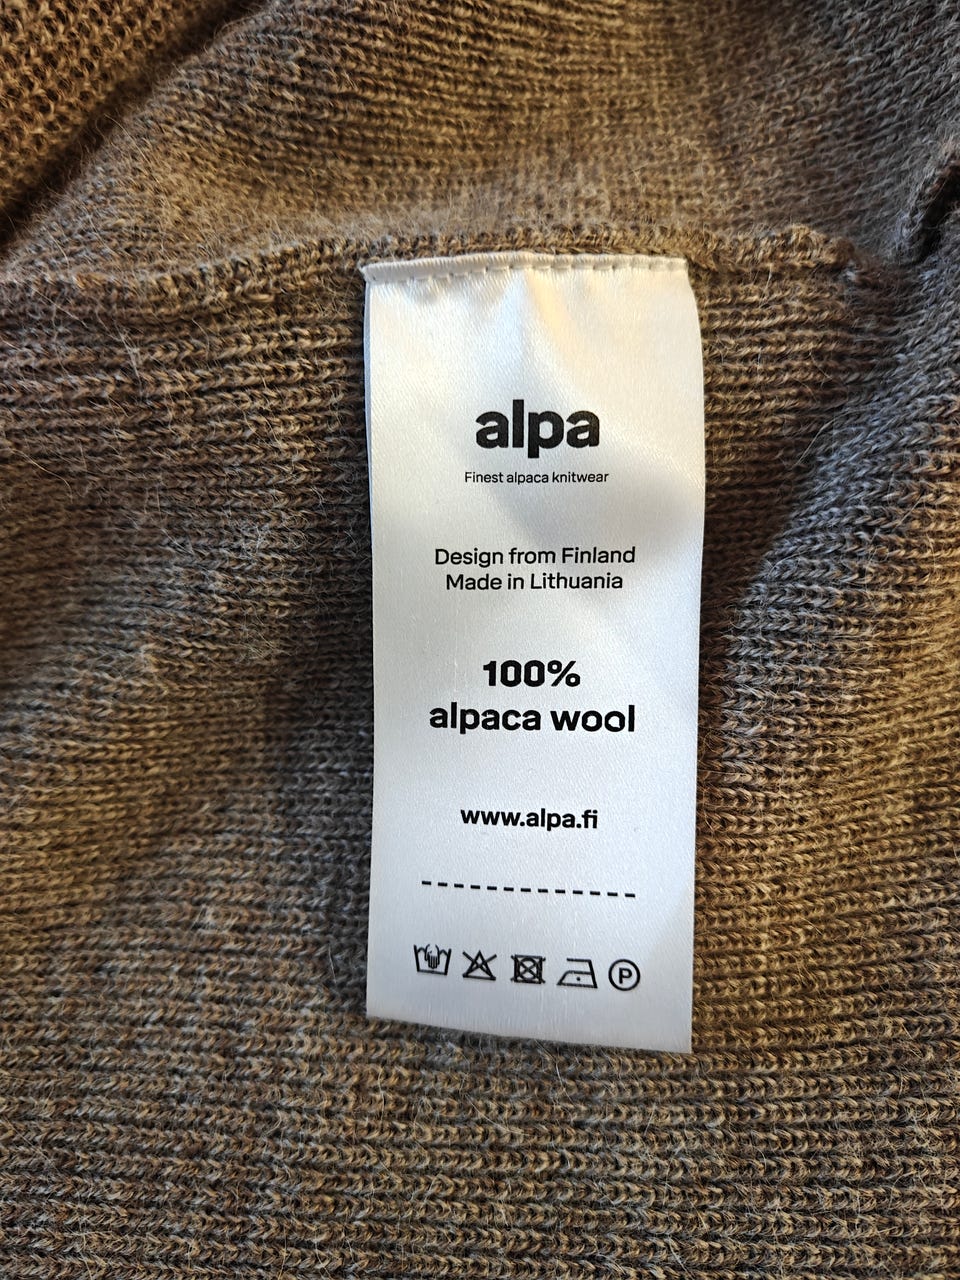 alpa
Finest alpaca knitwear
Design from Finland
Made in Lithuania
100%
alpaca wool
www.alpa.fi
P